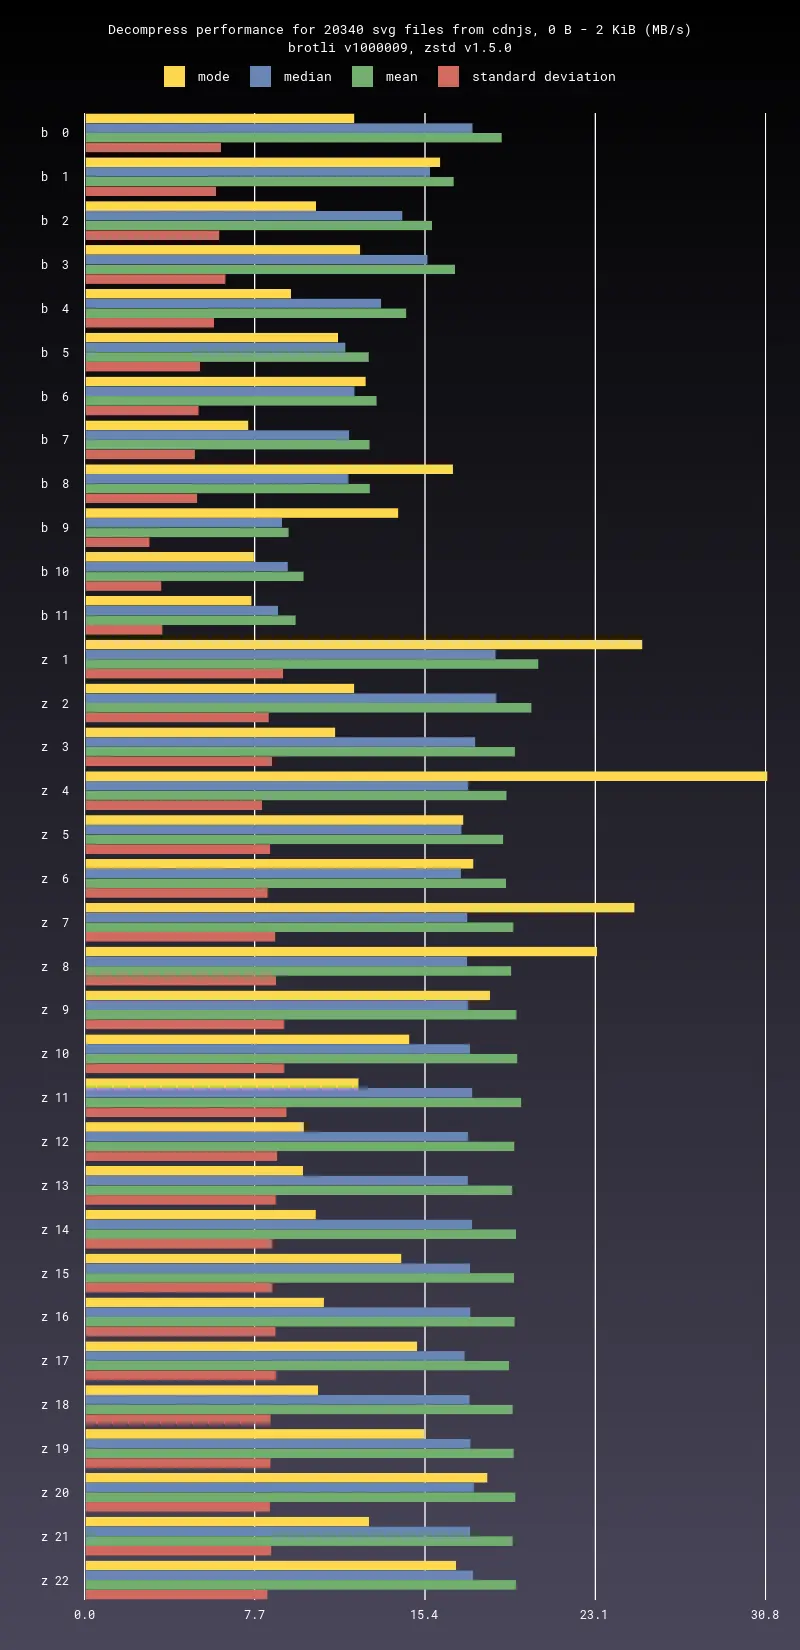 Decompress performance for 20340 svg files from cdnjs, 0 B - 2 KiB (MB/s)
brotli v1000009, zstd v1.5.0
mode median mean standard deviation
b 0
b 1
b 2
b 3
b 4
b 5
b 6
b 7
b 8
b 9
b 10
b 11
z 1
z 2
z 3
z 4
z 5
z 6
z 7
z 8
z 9
z 10
z 11
z 12
z 13
z 14
z 15
z 16
z 17
z 18
z 19
z 20
z 21
z 22
0.0 7.7 15.4 23.1 30.8